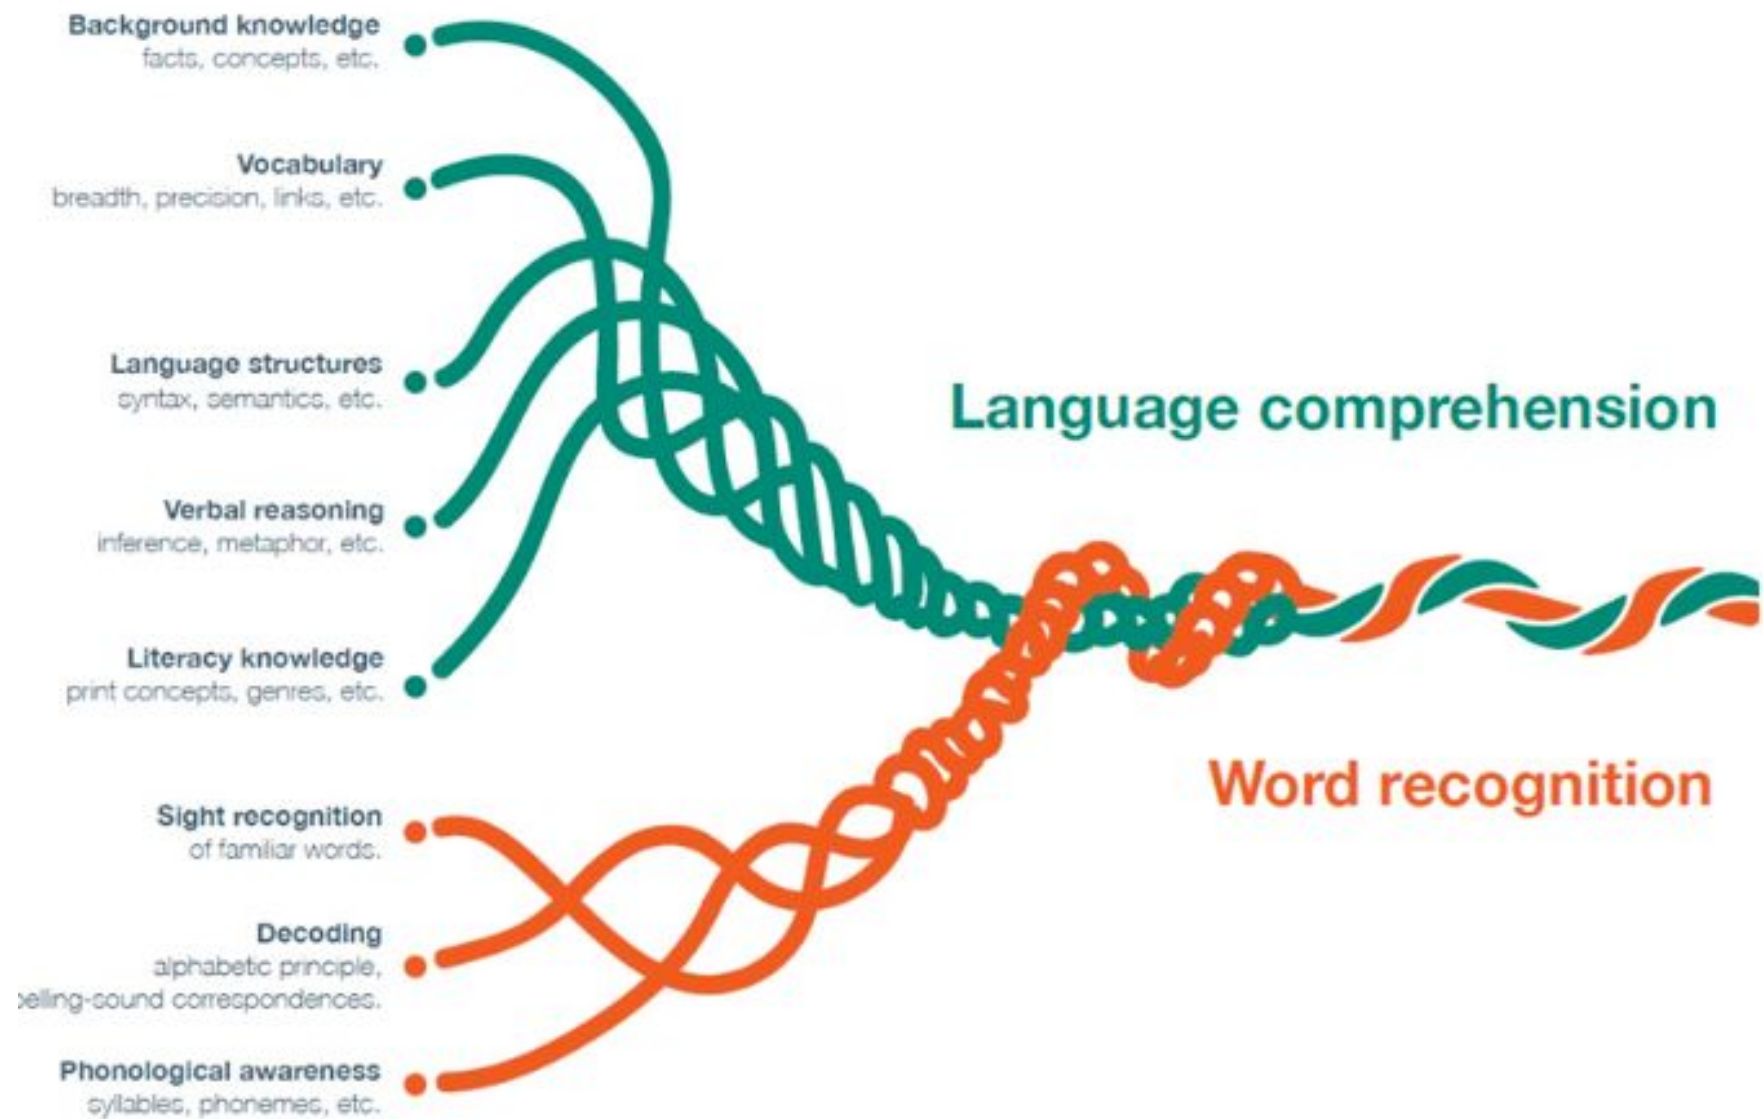 Background knowledge
facts, concepts, etc.
Vocabulary
breadth, precision, links, etc.
Language structures
syntax, semantics, etc.
Verbal reasoning
inference, metaphor, etc.
Literacy knowledge
print concepts, genres, etc.
Language comprehension
Word recognition
Sight recognition
of familiar words.
Decoding
alphabetic principle,
pelling-sound correspondences.
Phonological awareness
syllables, phonemes, etc.